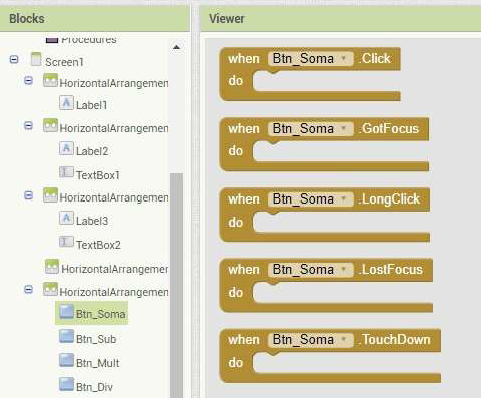 Blocks
Procedures
Screen1
HorizontalArrangemen
Label1
HorizontalArrangemen
Label2
TextBox1
HorizontalArrangemen
Label3
TextBox2
HorizontalArrangemen
HorizontalArrangemen
Btn_Soma
Btn_Sub
Btn_Mult
Btn_Div
Viewer
when Btn_Soma .Click
do
when Btn_Soma .GotFocus
do
when Btn_Soma .LongClick
do
when Btn_Soma .LostFocus
do
when Btn_Soma .TouchDown
do